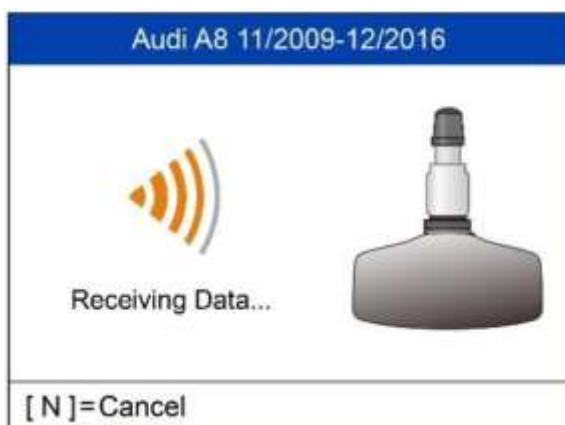 Audi A8 11/2009-12/2016
Receiving Data...
[ N ]=Cancel